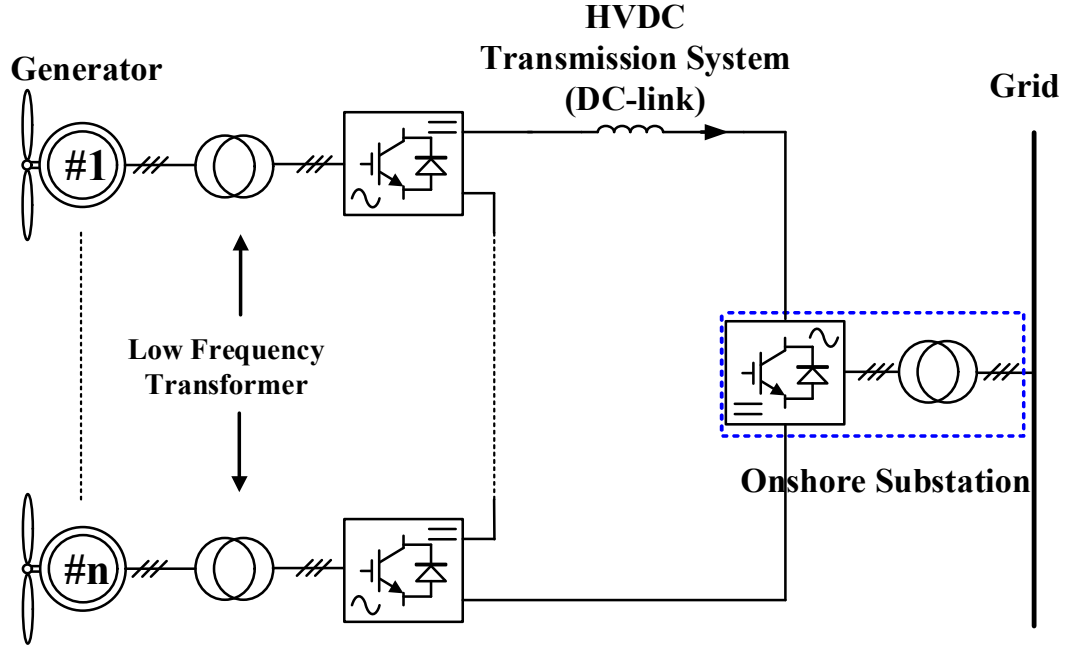 HVDC
Transmission System
(DC-link)
Generator
Grid
#1
Low Frequency
Transformer
Onshore Substation
#n